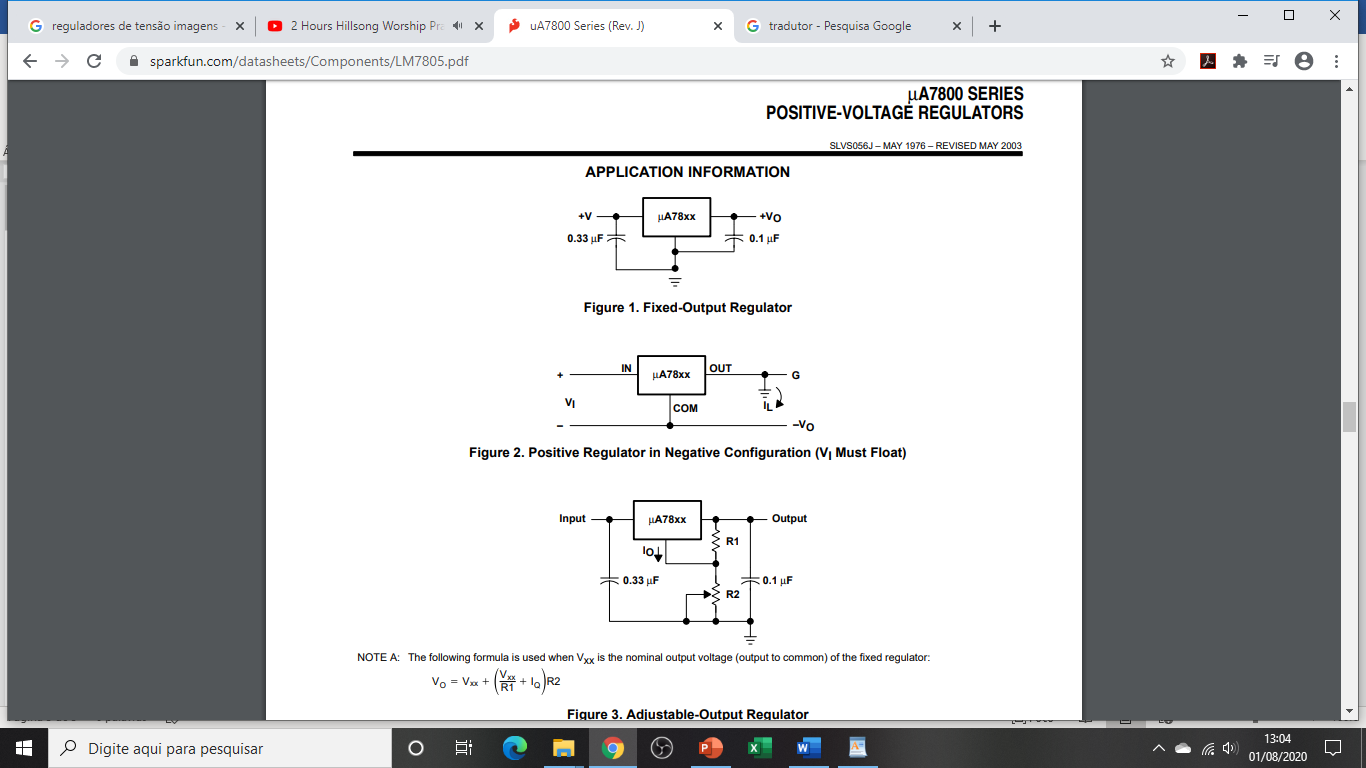 reguladores de tensão imagens -
2 Hours Hillsong Worship Pra
uA7800 Series (Rev. J)
tradutor - Pesquisa Google
sparkfun.com/datasheets/Components/LM7805.pdf
µA7800 SERIES
POSITIVE-VOLTAGE REGULATORS
SLVS056J – MAY 1976 – REVISED MAY 2003
APPLICATION INFORMATION
+V µA78xx +VO
0.33 µF 0.1 µF
Figure 1. Fixed-Output Regulator
+ IN µA78xx OUT G
VI COM IL
– –VO
Figure 2. Positive Regulator in Negative Configuration (VI Must Float)
Input µA78xx Output
IO R1
0.33 µF R2 0.1 µF
NOTE A: The following formula is used when VXX is the nominal output voltage (output to common) of the fixed regulator:
VO = Vxx + (Vxx/R1 + IQ)R2
Figure 3. Adjustable-Output Regulator
Digite aqui para pesquisar
13:04
01/08/2020